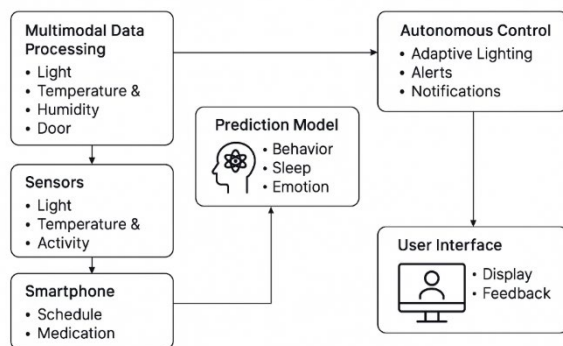 Multimodal Data
Processing
• Light
• Temperature &
• Humidity
• Door
Sensors
• Light
• Temperature &
• Activity
Smartphone
• Schedule
• Medication
Prediction Model
• Behavior
• Sleep
• Emotion
Autonomous Control
• Adaptive Lighting
• Alerts
• Notifications
User Interface
• Display
• Feedback